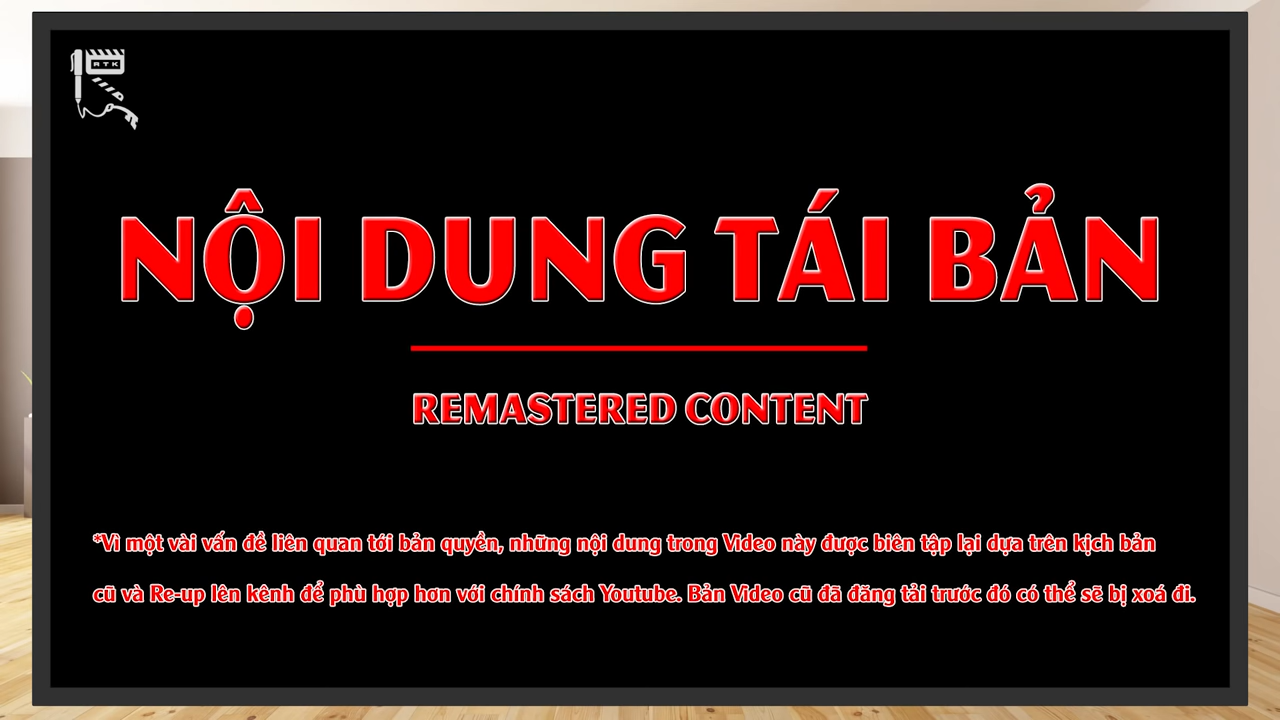 RTK
NỘI DUNG TÁI BẢN
REMASTERED CONTENT
*Vì một vài vấn đề liên quan tới bản quyền, những nội dung trong Video này được biên tập lại dựa trên kịch bản
cũ và Re-up lên kênh để phù hợp hơn với chính sách Youtube. Bản Video cũ đã đăng tải trước đó có thể sẽ bị xoá đi.